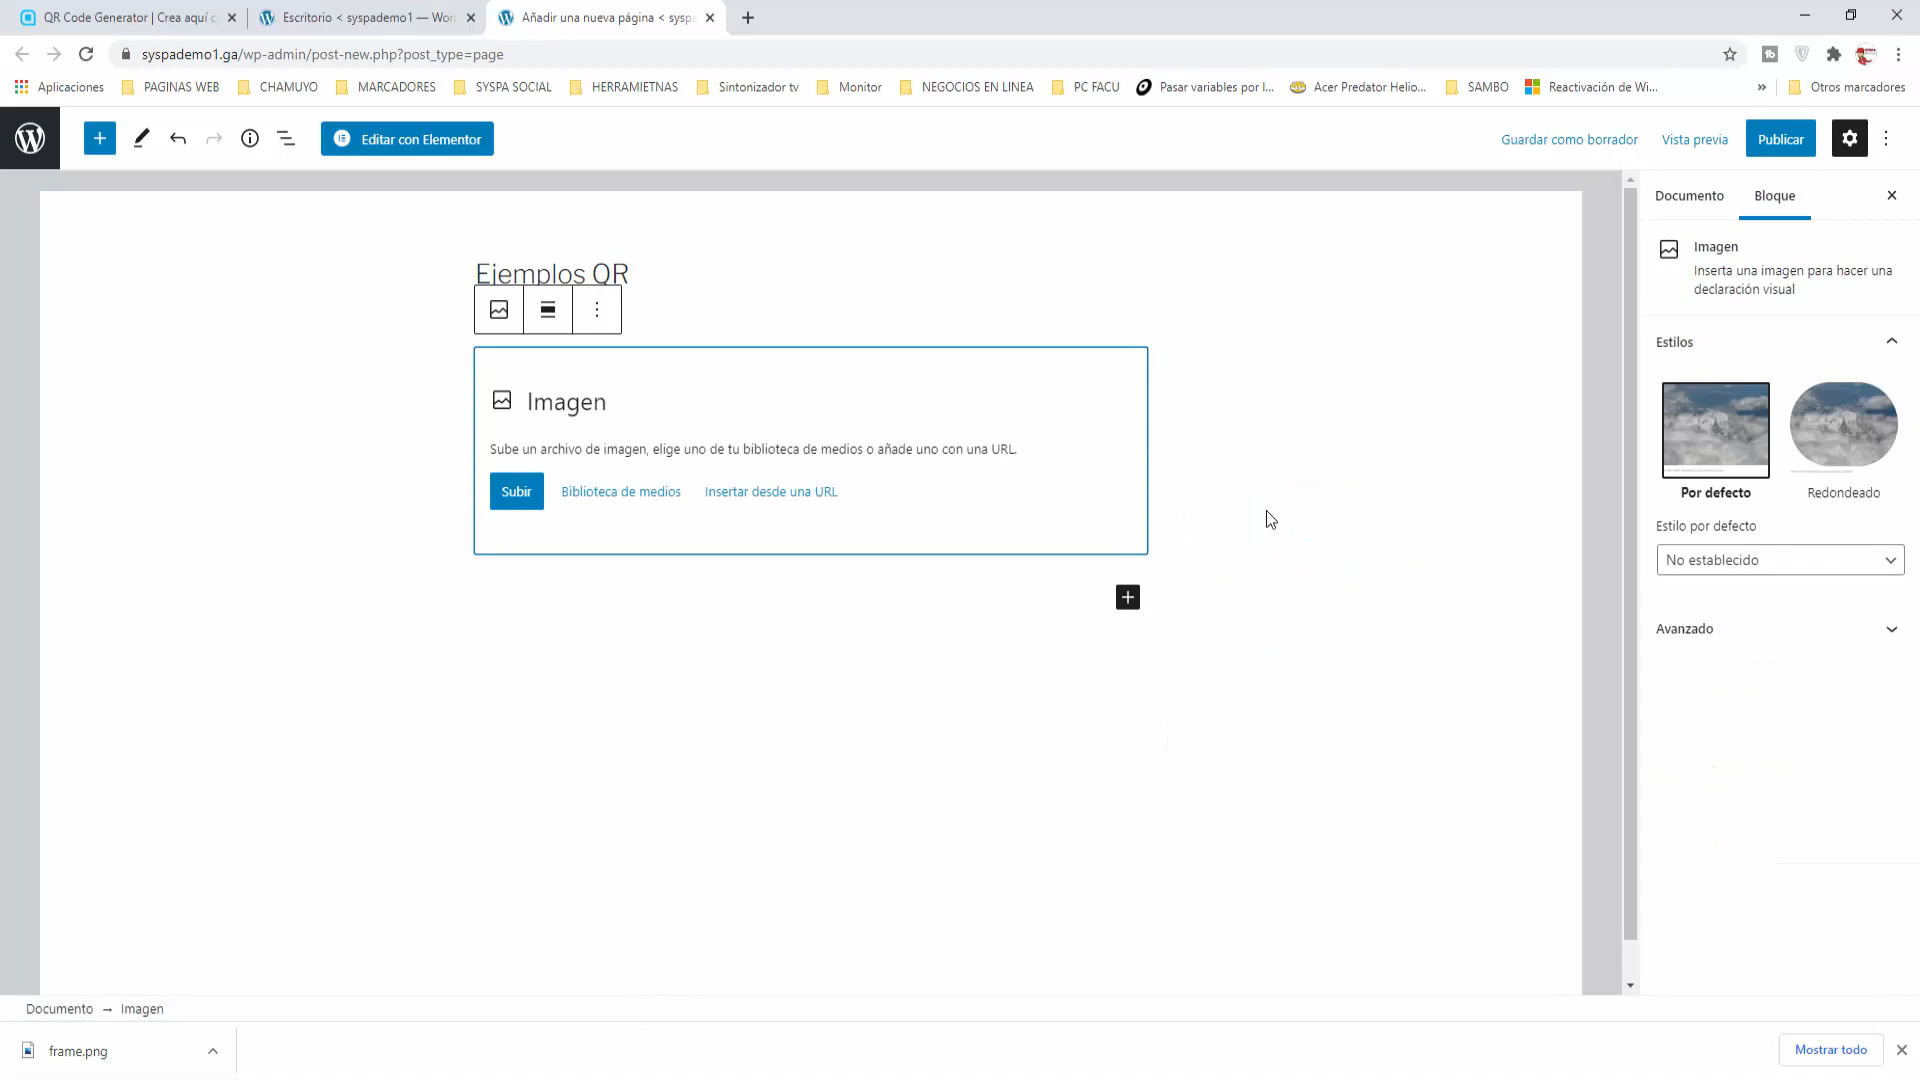 QR Code Generator | Crea aquí c
Escritorio < syspademo1 — Wor
Añadir una nueva página < sysp
syspademo1.ga/wp-admin/post-new.php?post_type=page
Aplicaciones
PAGINAS WEB
CHAMUYO
MARCADORES
SYSPA SOCIAL
HERRAMIETNAS
Sintonizador tv
Monitor
NEGOCIOS EN LINEA
PC FACU
Pasar variables por l...
Acer Predator Helio...
SAMBO
Reactivación de Wi...
»
Otros marcadores
Editar con Elementor
Guardar como borrador
Vista previa
Publicar
Documento
Bloque
Imagen
Inserta una imagen para hacer una
declaración visual
Ejemplos QR
Imagen
Sube un archivo de imagen, elige uno de tu biblioteca de medios o añade uno con una URL.
Subir
Biblioteca de medios
Insertar desde una URL
Estilos
Por defecto
Redondeado
Estilo por defecto
No establecido
Avanzado
Documento → Imagen
frame.png
Mostrar todo